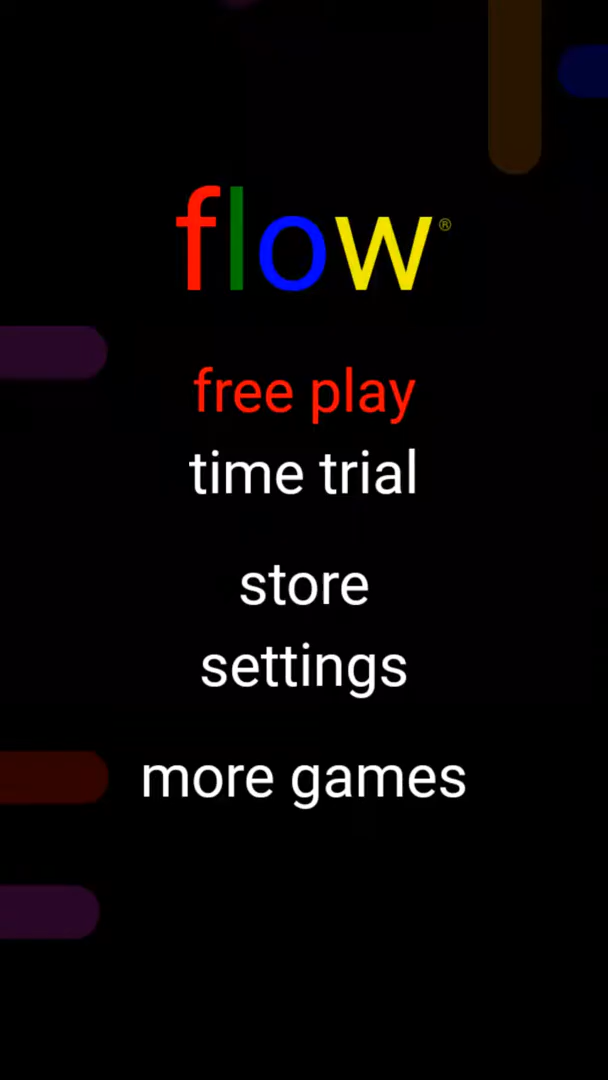 flow®
free play
time trial
store
settings
more games